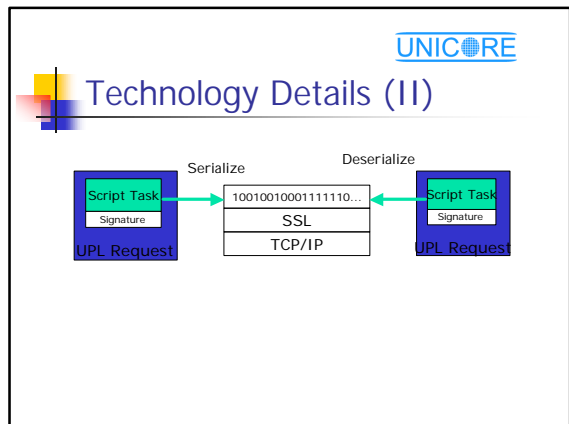 UNICORE
Technology Details (II)
Serialize
Deserialize
Script Task
Signature
UPL Request
10010010001111110...
SSL
TCP/IP
Script Task
Signature
UPL Request